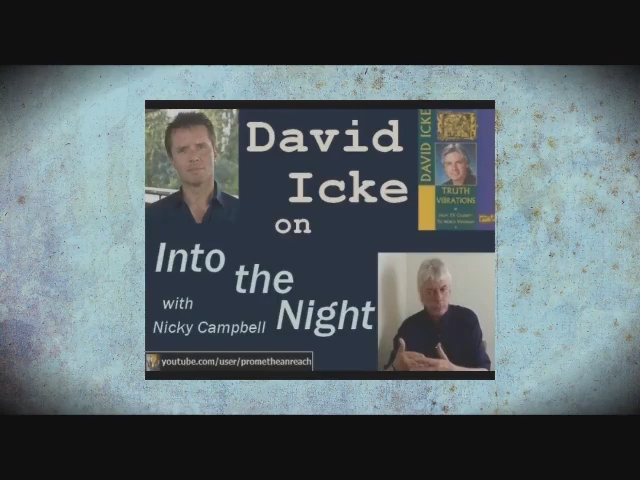 David
Icke
on
Into
the
Night
with
Nicky Campbell
DAVID ICKE
TRUTH
VIBRATIONS
youtube.com/user/prometheanreach